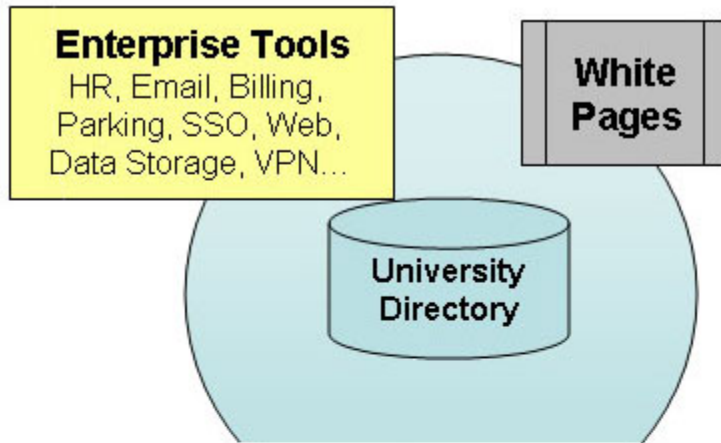 Enterprise Tools
HR, Email, Billing,
Parking, SSO, Web,
Data Storage, VPN...
White
Pages
University
Directory